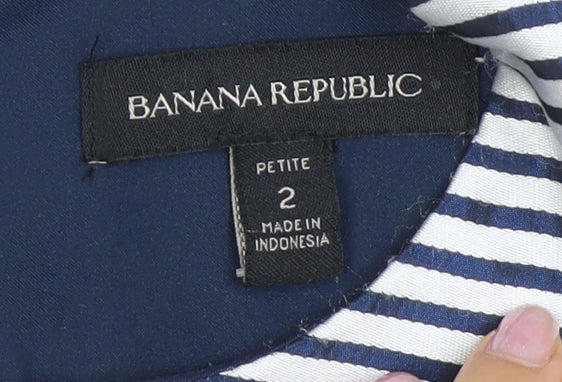 BANANA REPUBLIC
PETITE
2
MADE IN
INDONESIA